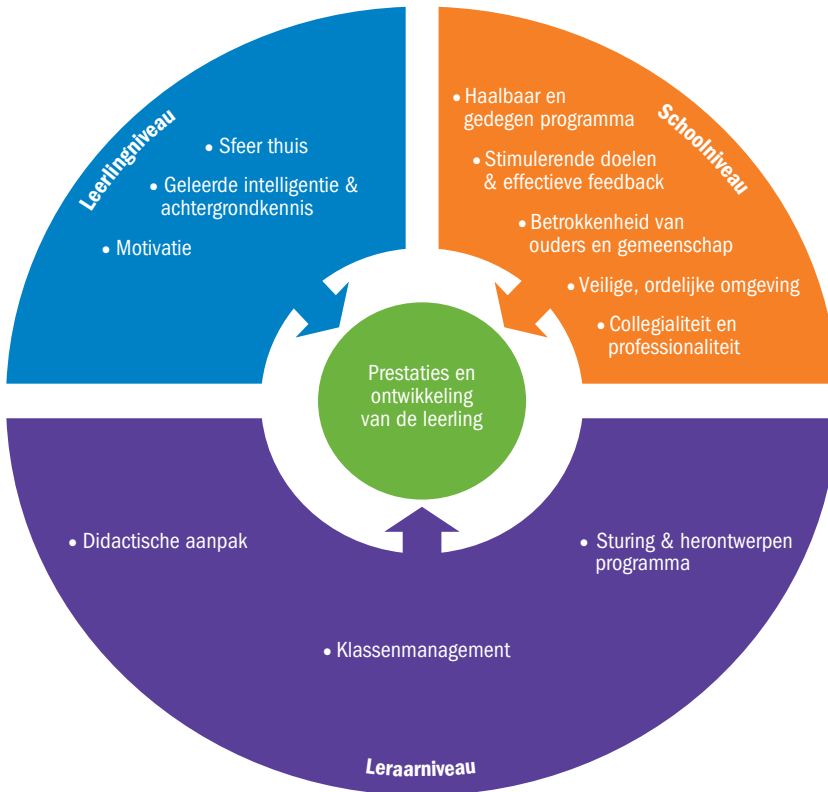 Leerlingniveau
• Sfeer thuis
• Geleerde intelligentie &
achtergrondkennis
• Motivatie
Schoolniveau
• Haalbaar en
gedegen programma
• Stimulerende doelen
& effectieve feedback
• Betrokkenheid van
ouders en gemeenschap
• Veilige, ordelijke omgeving
• Collegialiteit en
professionaliteit
Prestaties en
ontwikkeling
van de leerling
• Didactische aanpak
• Sturing & herontwerpen
programma
• Klassenmanagement
Leraarniveau